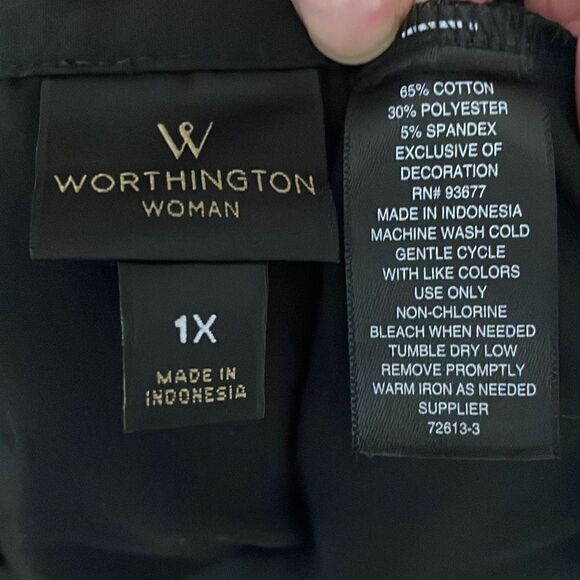 WORTHINGTON
WOMAN
1X
MADE IN
INDONESIA
65% COTTON
30% POLYESTER
5% SPANDEX
EXCLUSIVE OF
DECORATION
RN# 93677
MADE IN INDONESIA
MACHINE WASH COLD
GENTLE CYCLE
WITH LIKE COLORS
USE ONLY
NON-CHLORINE
BLEACH WHEN NEEDED
TUMBLE DRY LOW
REMOVE PROMPTLY
WARM IRON AS NEEDED
SUPPLIER
72613-3